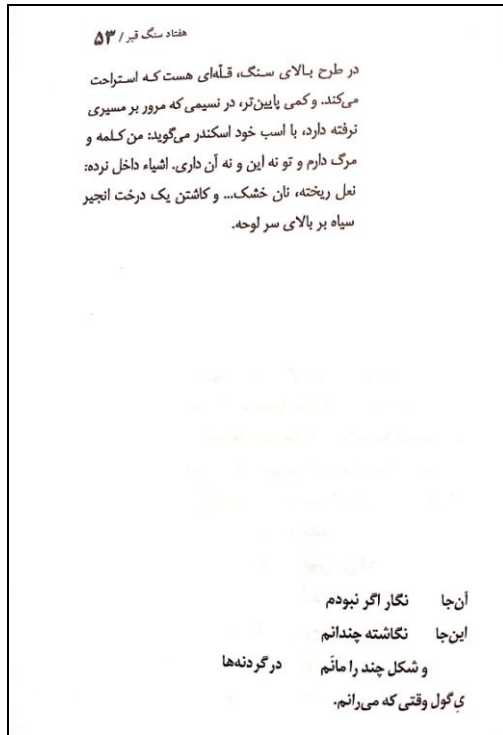 هفتاد سنگ قبر / ۵۳
در طرح بالای سنگ، قلّه‌ای هست که استراحت
می‌کند. و کمی پایین‌تر، در نسیمی که مرور بر مسیری
نرفته دارد، با اسب خود اسکندر می‌گوید: من کلمه و
مرگ دارم و تو نه این و نه آن داری. اشیاء داخل نرده:
نعل ریخته، نان خشک... و کاشتن یک درخت انجیر
سیاه بر بالای سر لوحه.
آن‌جا نگار اگر نبودم
این‌جا نگاشته چندانم
و شکل چند را مانَم در گردنه‌ها
یِ گول وقتی که می‌رانم.